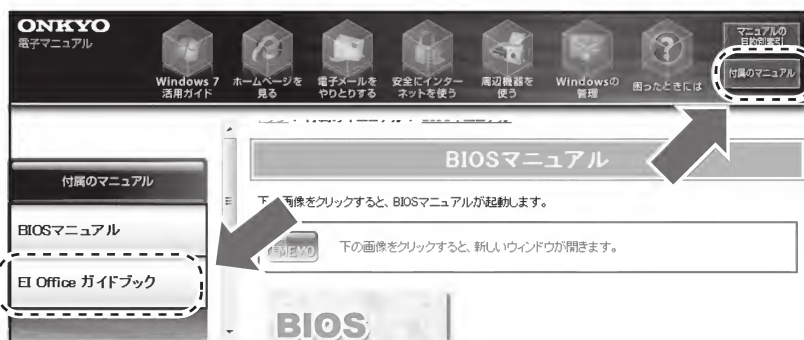 ONKYO
電子マニュアル
Windows 7
活用ガイド
ホームページを
見る
電子メールを
やりとりする
安全にインター
ネットを使う
周辺機器を
使う
Windowsの
管理
困ったときには
マニュアルの
目的別索引
付属のマニュアル
付属のマニュアル
BIOSマニュアル
EI Office ガイドブック
BIOSマニュアル
下の画像をクリックすると、BIOSマニュアルが起動します。
MEMO
下の画像をクリックすると、新しいウィンドウが開きます。
BIOS